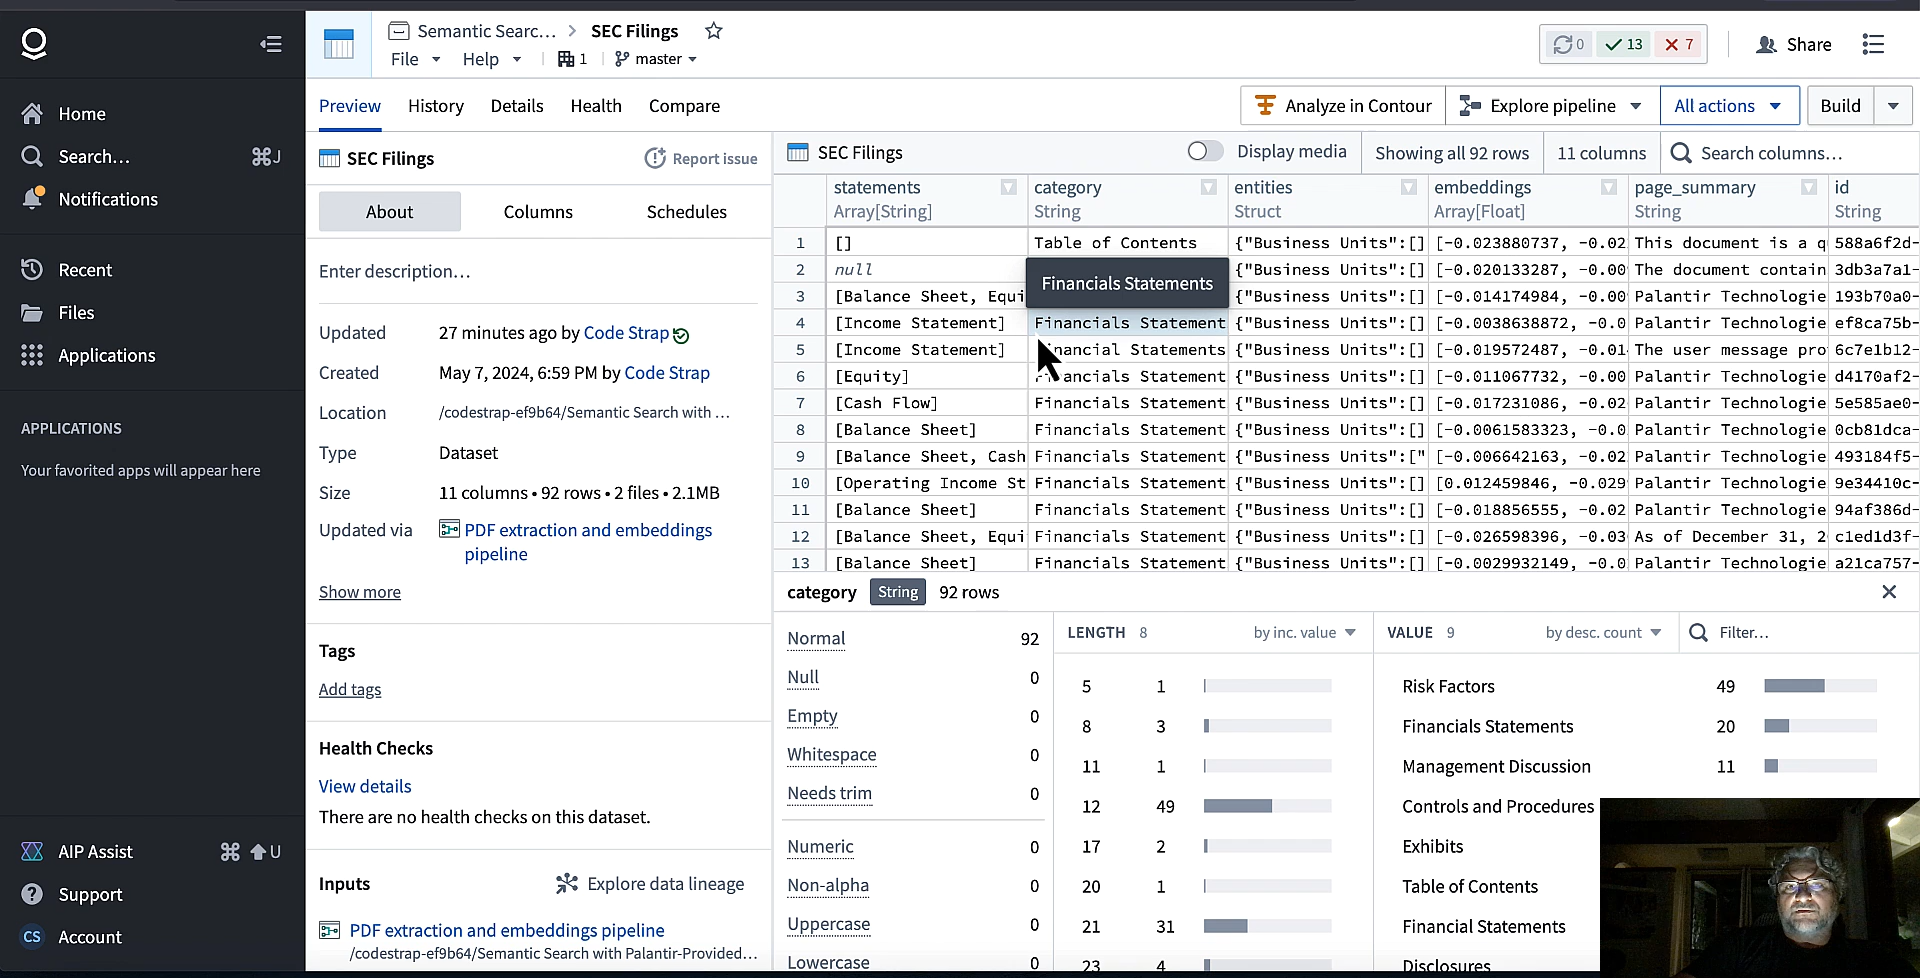 Semantic Searc… > SEC Filings
File Help 1 master
0 13 7
Share
Home
Search… ⌘J
Notifications
Recent
Files
Applications
APPLICATIONS
Your favorited apps will appear here
AIP Assist ⌘ U
Support
CS Account
Preview History Details Health Compare
Analyze in Contour Explore pipeline All actions Build
SEC Filings Report issue
About Columns Schedules
Enter description…
Updated 27 minutes ago by Code Strap
Created May 7, 2024, 6:59 PM by Code Strap
Location /codestrap-ef9b64/Semantic Search with …
Type Dataset
Size 11 columns • 92 rows • 2 files • 2.1MB
Updated via PDF extraction and embeddings
pipeline
Show more
Tags
Add tags
Health Checks
View details
There are no health checks on this dataset.
Inputs Explore data lineage
PDF extraction and embeddings pipeline
/codestrap-ef9b64/Semantic Search with Palantir-Provided…
SEC Filings Display media Showing all 92 rows 11 columns Search columns…
statements category entities embeddings page_summary id
Array[String] String Struct Array[Float] String String
1 [] Table of Contents {"Business Units":[] [-0.023880737, -0.02 This document is a q 588a6f2d-
2 null {"Business Units":[] [-0.020133287, -0.00 The document contain 3db3a7a1-
Financials Statements
3 [Balance Sheet, Equi {"Business Units":[] [-0.014174984, -0.00 Palantir Technologie 193b70a0-
4 [Income Statement] Financials Statement {"Business Units":[] [-0.0038638872, -0.0 Palantir Technologie ef8ca75b-
5 [Income Statement] Financial Statements {"Business Units":[] [-0.019572487, -0.01 The user message pro 6c7e1b12-
6 [Equity] Financials Statement {"Business Units":[] [-0.011067732, -0.00 Palantir Technologie d4170af2-
7 [Cash Flow] Financials Statement {"Business Units":[] [-0.017231086, -0.02 Palantir Technologie 5e585ae0-
8 [Balance Sheet] Financials Statement {"Business Units":[] [-0.0061583323, -0.0 Palantir Technologie 0cb81dca-
9 [Balance Sheet, Cash Financials Statement {"Business Units":[" [-0.006642163, -0.02 Palantir Technologie 493184f5-
10 [Operating Income St Financials Statement {"Business Units":[] [0.012459846, -0.029 Palantir Technologie 9e34410c-
11 [Balance Sheet] Financials Statement {"Business Units":[] [-0.018856555, -0.02 Palantir Technologie 94af386d-
12 [Balance Sheet, Equi Financials Statement {"Business Units":[] [-0.026598396, -0.03 As of December 31, 2 c1ed1d3f-
13 [Balance Sheet] Financials Statement {"Business Units":[] [-0.0029932149, -0.0 Palantir Technologie a21ca757-
category String 92 rows
Normal 92
Null 0
Empty 0
Whitespace 0
Needs trim 0
Numeric 0
Non-alpha 0
Uppercase 0
Lowercase 0
LENGTH 8 by inc. value
5 1
8 3
11 1
12 49
17 2
20 1
21 31
23 4
VALUE 9 by desc. count Filter…
Risk Factors 49
Financials Statements 20
Management Discussion 11
Controls and Procedures
Exhibits
Table of Contents
Financial Statements
Disclosures